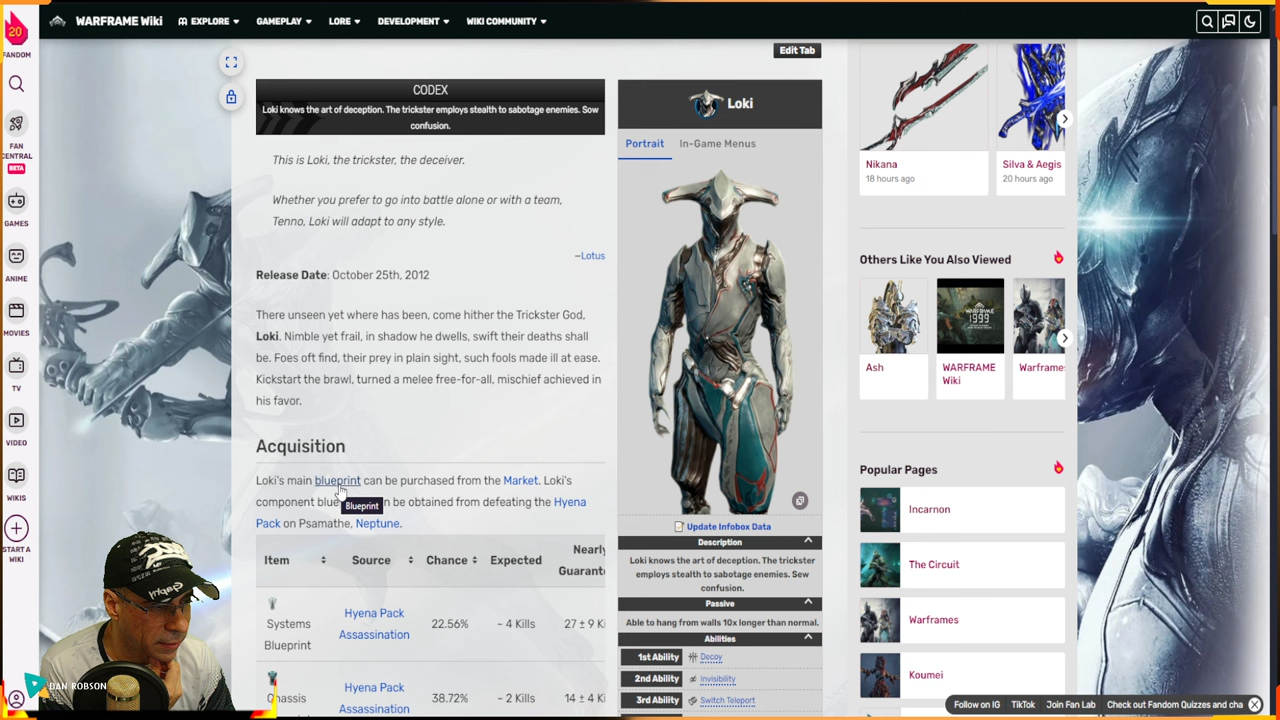 20
FANDOM
FAN
CENTRAL
BETA
GAMES
ANIME
MOVIES
TV
VIDEO
WIKIS
START A
WIKI
WARFRAME Wiki
EXPLORE
GAMEPLAY
LORE
DEVELOPMENT
WIKI COMMUNITY
Edit Tab
CODEX
Loki knows the art of deception. The trickster employs stealth to sabotage enemies. Sow
confusion.
This is Loki, the trickster, the deceiver.
Whether you prefer to go into battle alone or with a team,
Tenno, Loki will adapt to any style.
–Lotus
Release Date: October 25th, 2012
There unseen yet where has been, come hither the Trickster God,
Loki. Nimble yet frail, in shadow he dwells, swift their deaths shall
be. Foes oft find, their prey in plain sight, such fools made ill at ease.
Kickstart the brawl, turned a melee free-for-all, mischief achieved in
his favor.
Acquisition
Loki's main blueprint can be purchased from the Market. Loki's
component blue n be obtained from defeating the Hyena
Blueprint
Pack on Psamathe, Neptune.
Item Source Chance Expected Nearly
Guarante
Systems
Blueprint
Hyena Pack
Assassination
22.56%
~ 4 Kills
27 ± 9 Ki
Chassis
Hyena Pack
Assassination
38.72%
~ 2 Kills
14 ± 4 Ki
Loki
Portrait
In-Game Menus
Update Infobox Data
Description
Loki knows the art of deception. The trickster
employs stealth to sabotage enemies. Sow
confusion.
Passive
Able to hang from walls 10x longer than normal.
Abilities
1st Ability Decoy
2nd Ability Invisibility
3rd Ability Switch Teleport
Nikana
18 hours ago
Silva & Aegis
20 hours ago
Others Like You Also Viewed
WARFRAME
1999
Ash
WARFRAME
Wiki
Warframes
Popular Pages
Incarnon
The Circuit
Warframes
Koumei
Follow on IG
TikTok
Join Fan Lab
Check out Fandom Quizzes and cha
DAN ROBSON